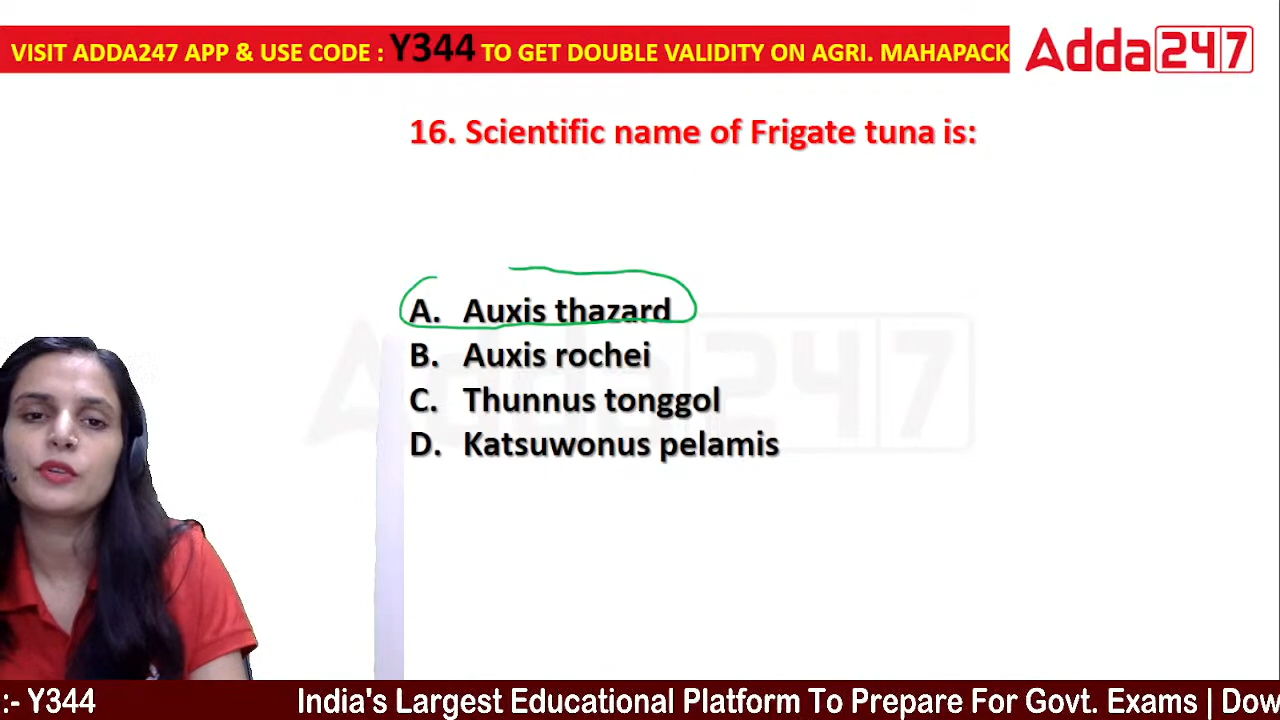 VISIT ADDA247 APP & USE CODE : Y344 TO GET DOUBLE VALIDITY ON AGRI. MAHAPACK
Adda247
16. Scientific name of Frigate tuna is:
A. Auxis thazard
B. Auxis rochei
C. Thunnus tonggol
D. Katsuwonus pelamis
Adda247
:- Y344 India's Largest Educational Platform To Prepare For Govt. Exams | Dow